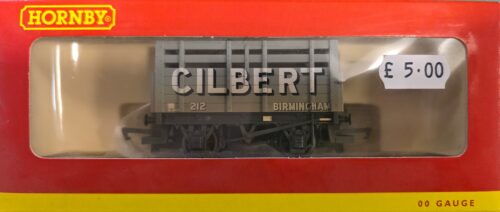 HORNBY
£ 5.00
GILBERT
212 BIRMINGHAM
00 GAUGE